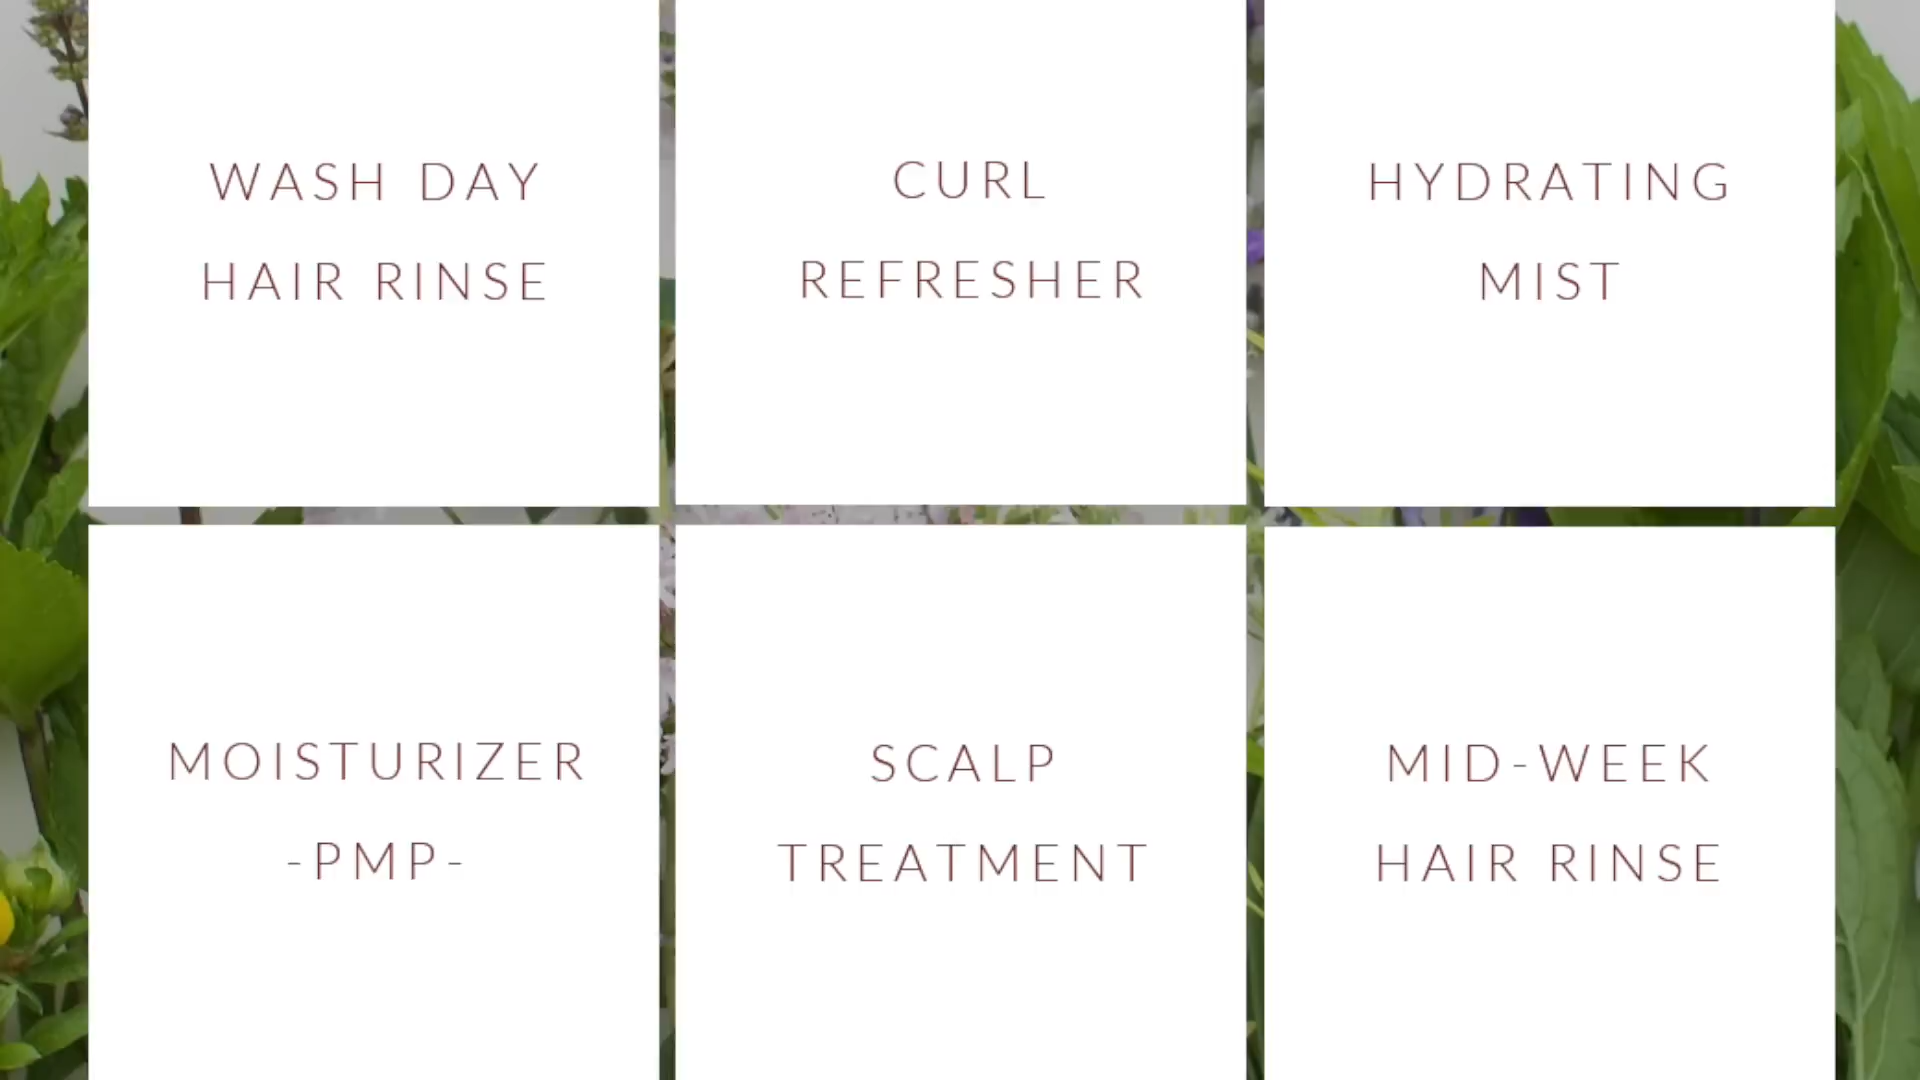 WASH DAY
HAIR RINSE
CURL
REFRESHER
HYDRATING
MIST
MOISTURIZER
-PMP-
SCALP
TREATMENT
MID-WEEK
HAIR RINSE